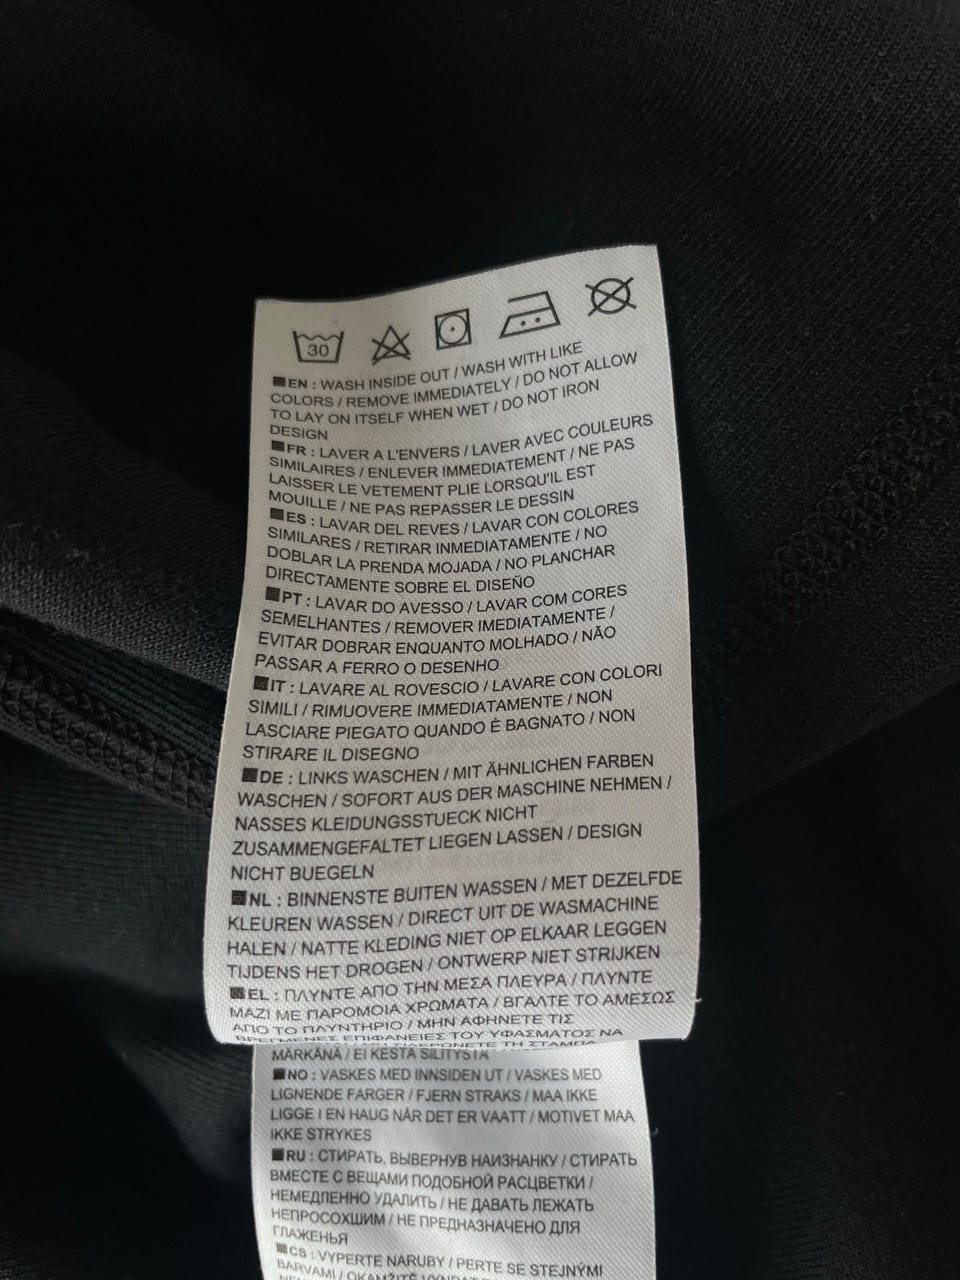 30
EN : WASH INSIDE OUT / WASH WITH LIKE
COLORS / REMOVE IMMEDIATELY / DO NOT ALLOW
TO LAY ON ITSELF WHEN WET / DO NOT IRON
DESIGN
FR : LAVER A L'ENVERS / LAVER AVEC COULEURS
SIMILAIRES / ENLEVER IMMEDIATEMENT / NE PAS
LAISSER LE VETEMENT PLIE LORSQU'IL EST
MOUILLE / NE PAS REPASSER LE DESSIN
ES : LAVAR DEL REVES / LAVAR CON COLORES
SIMILARES / RETIRAR INMEDIATAMENTE / NO
DOBLAR LA PRENDA MOJADA / NO PLANCHAR
DIRECTAMENTE SOBRE EL DISEÑO
PT : LAVAR DO AVESSO / LAVAR COM CORES
SEMELHANTES / REMOVER IMEDIATAMENTE /
EVITAR DOBRAR ENQUANTO MOLHADO / NÃO
PASSAR A FERRO O DESENHO
IT : LAVARE AL ROVESCIO / LAVARE CON COLORI
SIMILI / RIMUOVERE IMMEDIATAMENTE / NON
LASCIARE PIEGATO QUANDO È BAGNATO / NON
STIRARE IL DISEGNO
DE : LINKS WASCHEN / MIT ÄHNLICHEN FARBEN
WASCHEN / SOFORT AUS DER MASCHINE NEHMEN /
NASSES KLEIDUNGSSTUECK NICHT
ZUSAMMENGEFALTET LIEGEN LASSEN / DESIGN
NICHT BUEGELN
NL : BINNENSTE BUITEN WASSEN / MET DEZELFDE
KLEUREN WASSEN / DIRECT UIT DE WASMACHINE
HALEN / NATTE KLEDING NIET OP ELKAAR LEGGEN
TIJDENS HET DROGEN / ONTWERP NIET STRIJKEN
EL : ΠΛΥΝΤΕ ΑΠΟ ΤΗΝ ΜΕΣΑ ΠΛΕΥΡΑ / ΠΛΥΝΤΕ
ΜΑΖΙ ΜΕ ΠΑΡΟΜΟΙΑ ΧΡΩΜΑΤΑ / ΒΓΑΛΤΕ ΤΟ ΑΜΕΣΩΣ
ΑΠΟ ΤΟ ΠΛΥΝΤΗΡΙΟ / ΜΗΝ ΑΦΗΝΕΤΕ ΤΙΣ
ΒΡΕΓΜΕΝΕΣ ΕΠΙΦΑΝΕΙΕΣ ΤΟΥ ΥΦΑΣΜΑΤΟΣ ΝΑ
ΜΗ ΣΙΔΕΡΩΝΕΤΕ ΤΗ ΣΤΑΜΠΑ
MÄRKÄNÄ / EI KESTÄ SILITYSTÄ
NO : VASKES MED INNSIDEN UT / VASKES MED
LIGNENDE FARGER / FJERN STRAKS / MAA IKKE
LIGGE I EN HAUG NÅR DET ER VAATT / MOTIVET MAA
IKKE STRYKES
RU : СТИРАТЬ, ВЫВЕРНУВ НАИЗНАНКУ / СТИРАТЬ
ВМЕСТЕ С ВЕЩАМИ ПОДОБНОЙ РАСЦВЕТКИ /
НЕМЕДЛЕННО УДАЛИТЬ / НЕ ДАВАТЬ ЛЕЖАТЬ
НЕПРОСОХШИМ / НЕ ПРЕДНАЗНАЧЕНО ДЛЯ
ГЛАЖЕНЬЯ
CS : VYPERTE NARUBY / PERTE SE STEJNÝMI
BARVAMI / OKAMŽITĚ